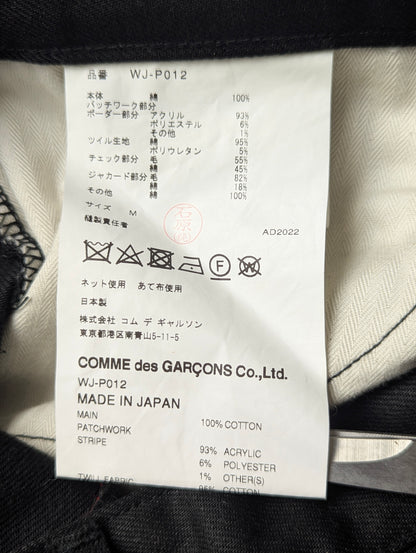 品番 WJ-P012
本体 綿 100%
パッチワーク部分
ボーダー部分 アクリル 93%
ポリエステル 6%
その他 1%
ツイル生地 綿 95%
ポリウレタン 5%
チェック部分 毛 55%
綿 45%
ジャカード部分 毛 82%
綿 18%
その他 綿 100%
サイズ M
縫製責任者
AD2022
ネット使用 あて布使用
日本製
株式会社 コム デ ギャルソン
東京都港区南青山5-11-5
COMME des GARÇONS Co.,Ltd.
WJ-P012
MADE IN JAPAN
MAIN 100% COTTON
PATCHWORK
STRIPE 93% ACRYLIC
6% POLYESTER
1% OTHER(S)
TWILL FABRIC 95% COTTON